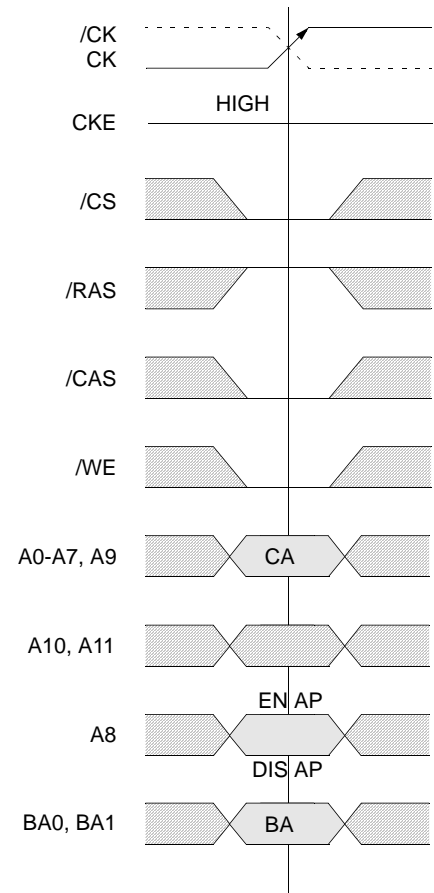 /CK
CK
HIGH
CKE
/CS
/RAS
/CAS
/WE
A0-A7, A9
CA
A10, A11
EN AP
A8
DIS AP
BA0, BA1
BA